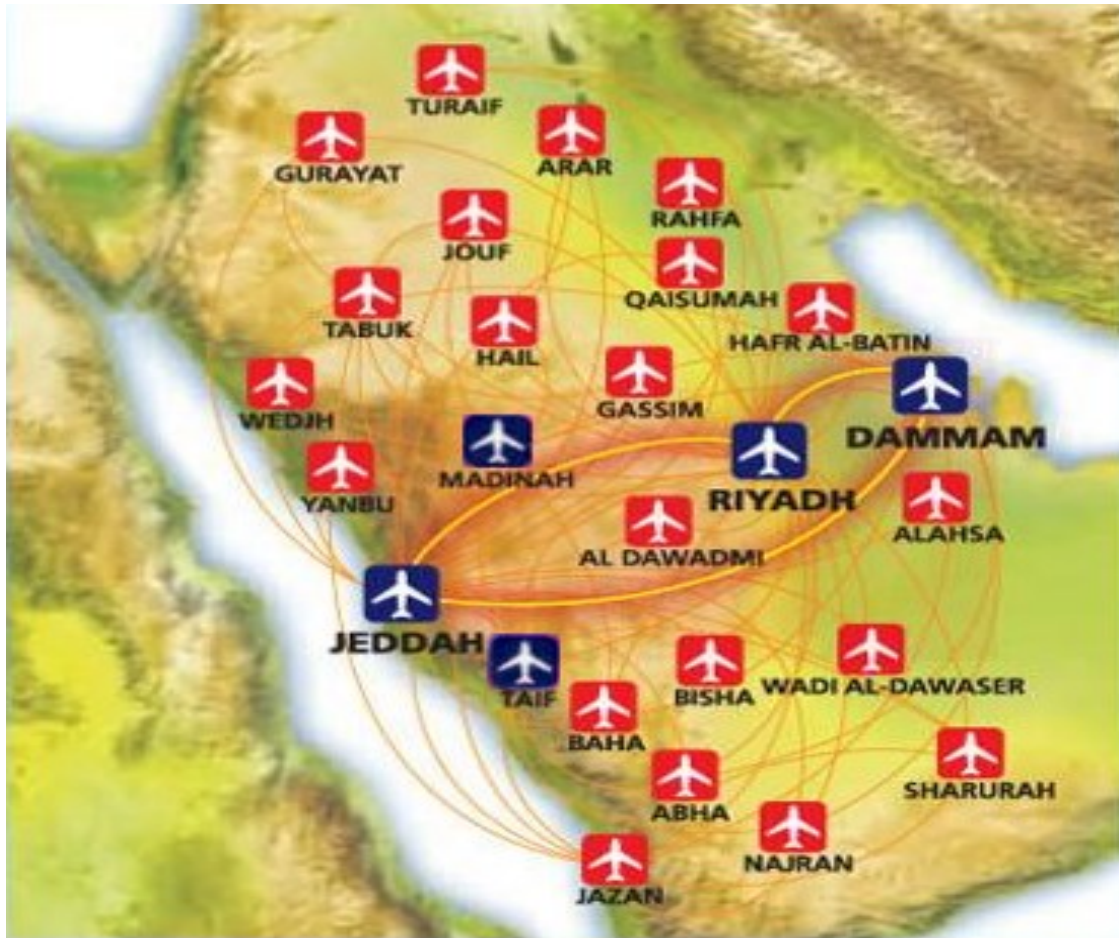 TURAIF
GURAYAT
ARAR
RAHFA
JOUF
QAISUMAH
TABUK
HAIL
HAFR AL-BATIN
WEDJH
GASSIM
DAMMAM
MADINAH
YANBU
RIYADH
ALAHSA
AL DAWADMI
JEDDAH
TAIF
BISHA
WADI AL-DAWASER
BAHA
SHARURAH
ABHA
NAJRAN
JAZAN